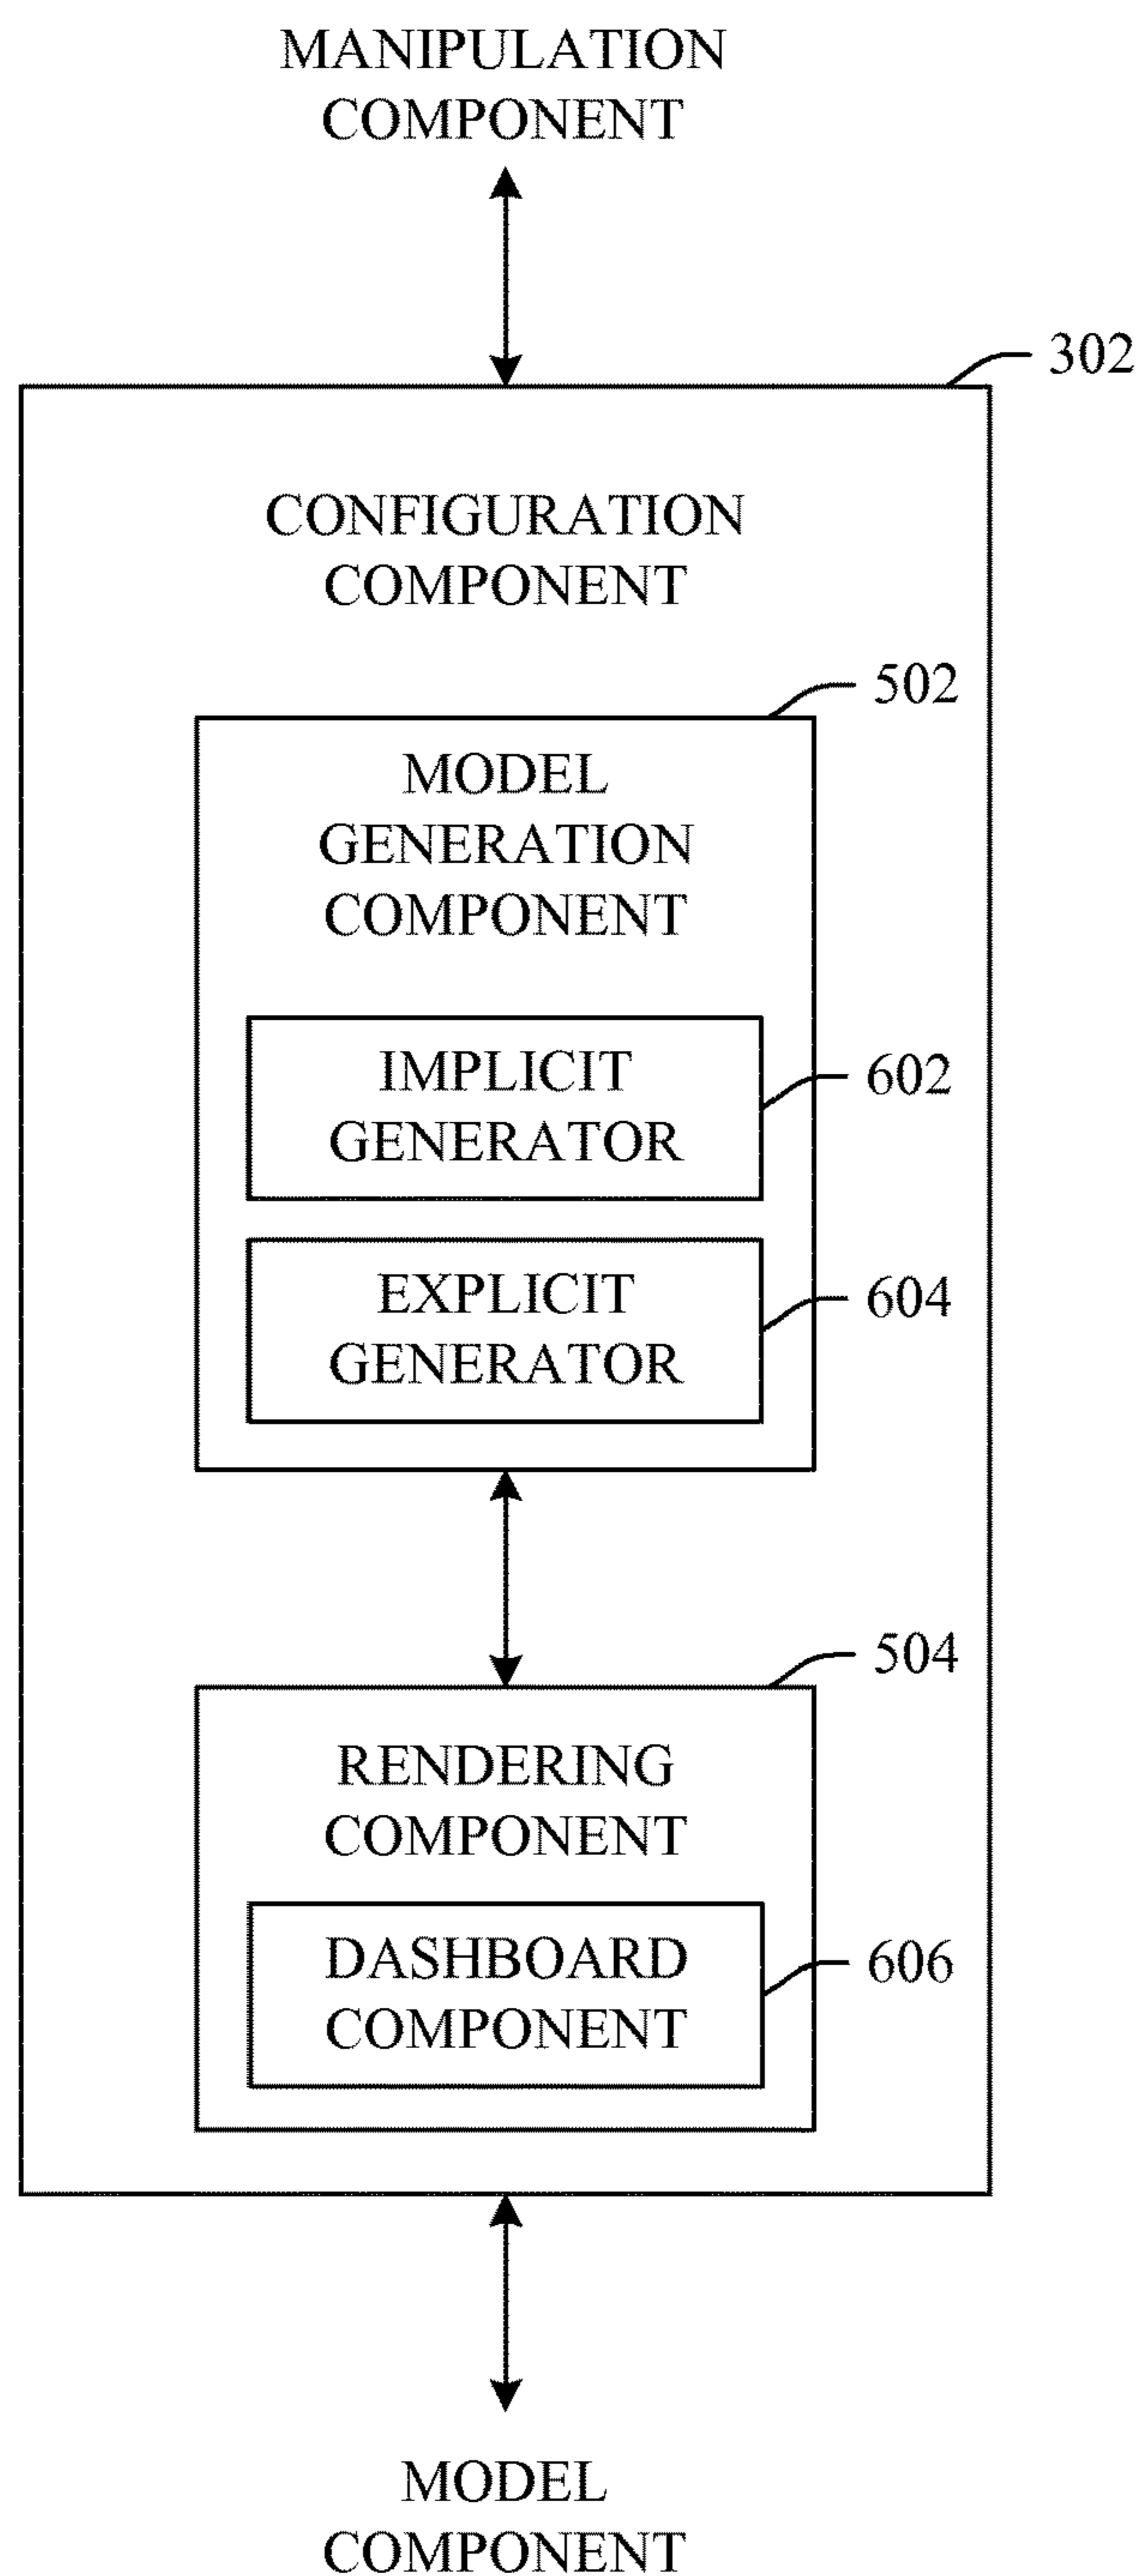 MANIPULATION
COMPONENT
302
CONFIGURATION
COMPONENT
502
MODEL
GENERATION
COMPONENT
IMPLICIT
GENERATOR
602
EXPLICIT
GENERATOR
604
504
RENDERING
COMPONENT
DASHBOARD
COMPONENT
606
MODEL
COMPONENT